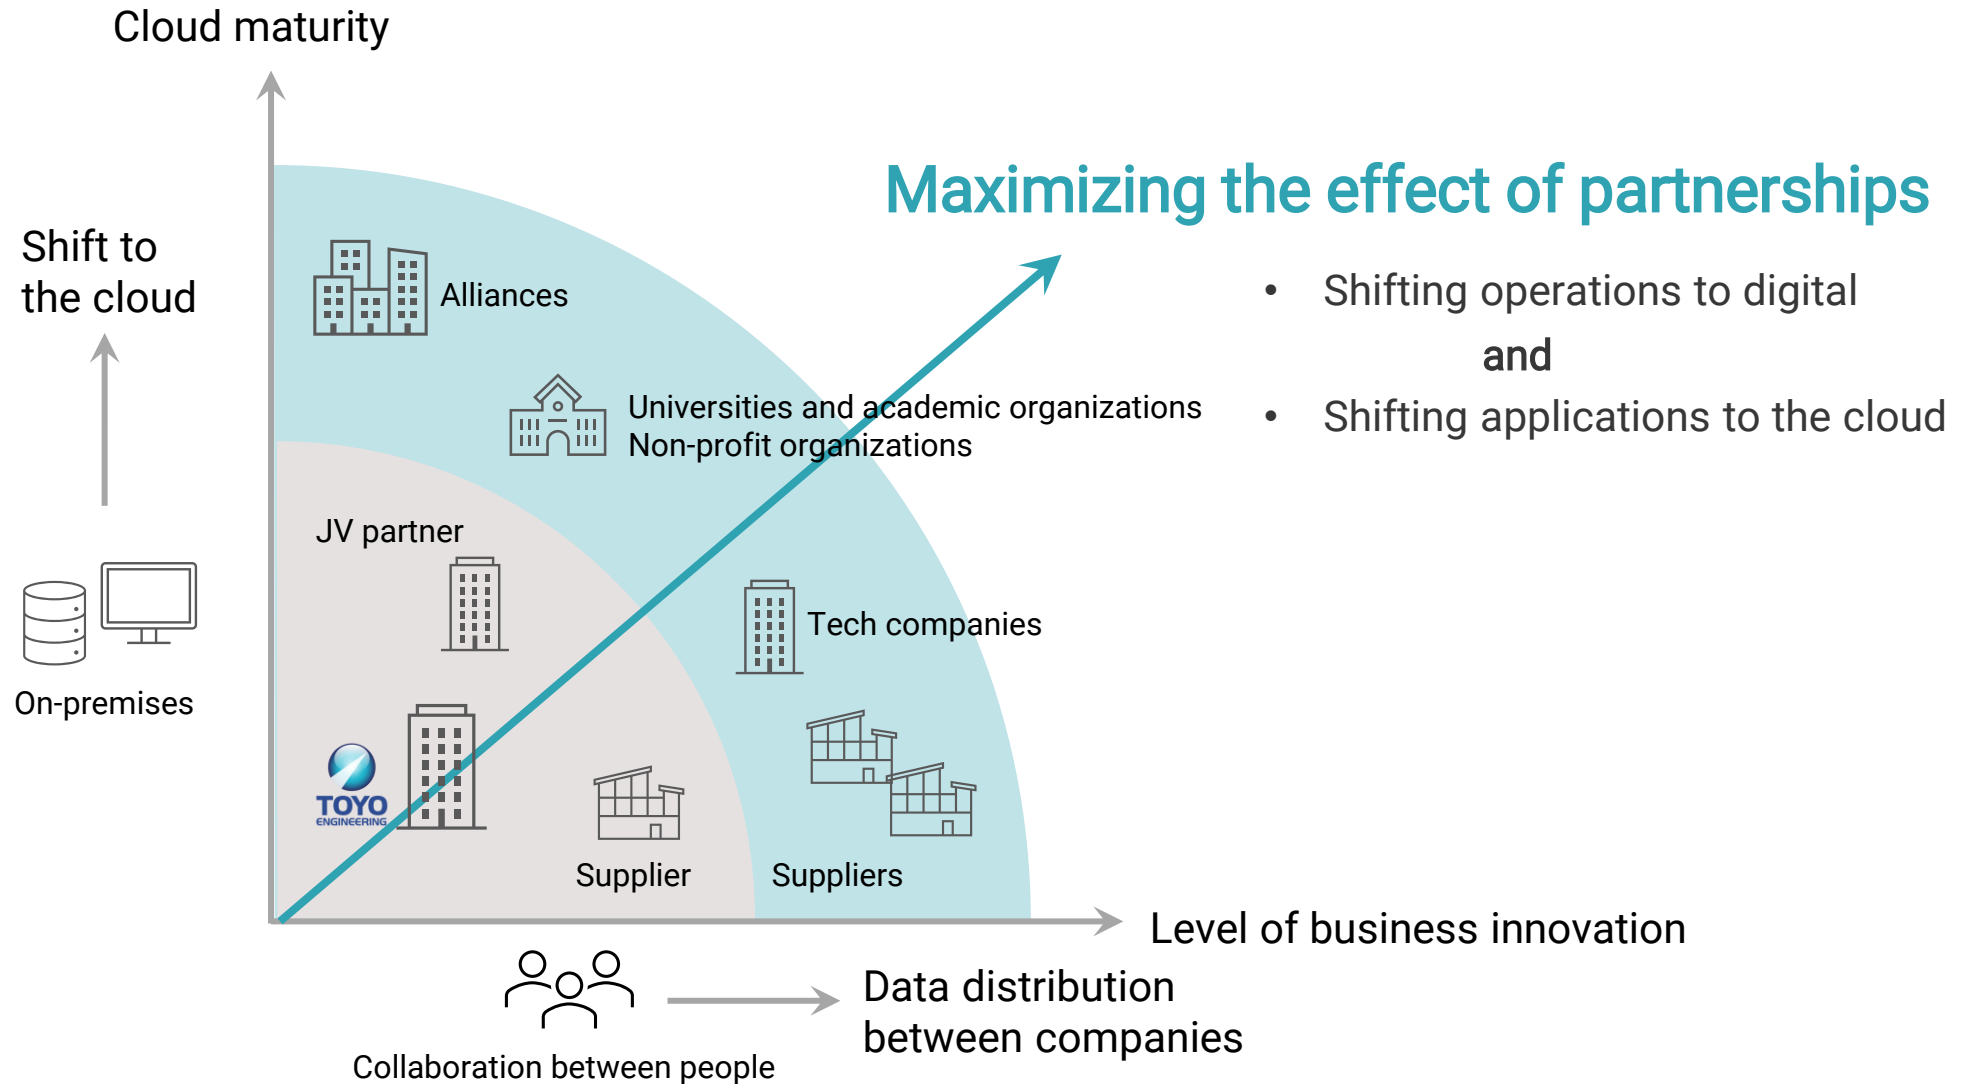 Cloud maturity
Maximizing the effect of partnerships
Shift to
the cloud
Alliances
• Shifting operations to digital
and
• Shifting applications to the cloud
Universities and academic organizations
Non-profit organizations
JV partner
Tech companies
On-premises
TOYO
ENGINEERING
Supplier
Suppliers
Level of business innovation
Data distribution
between companies
Collaboration between people